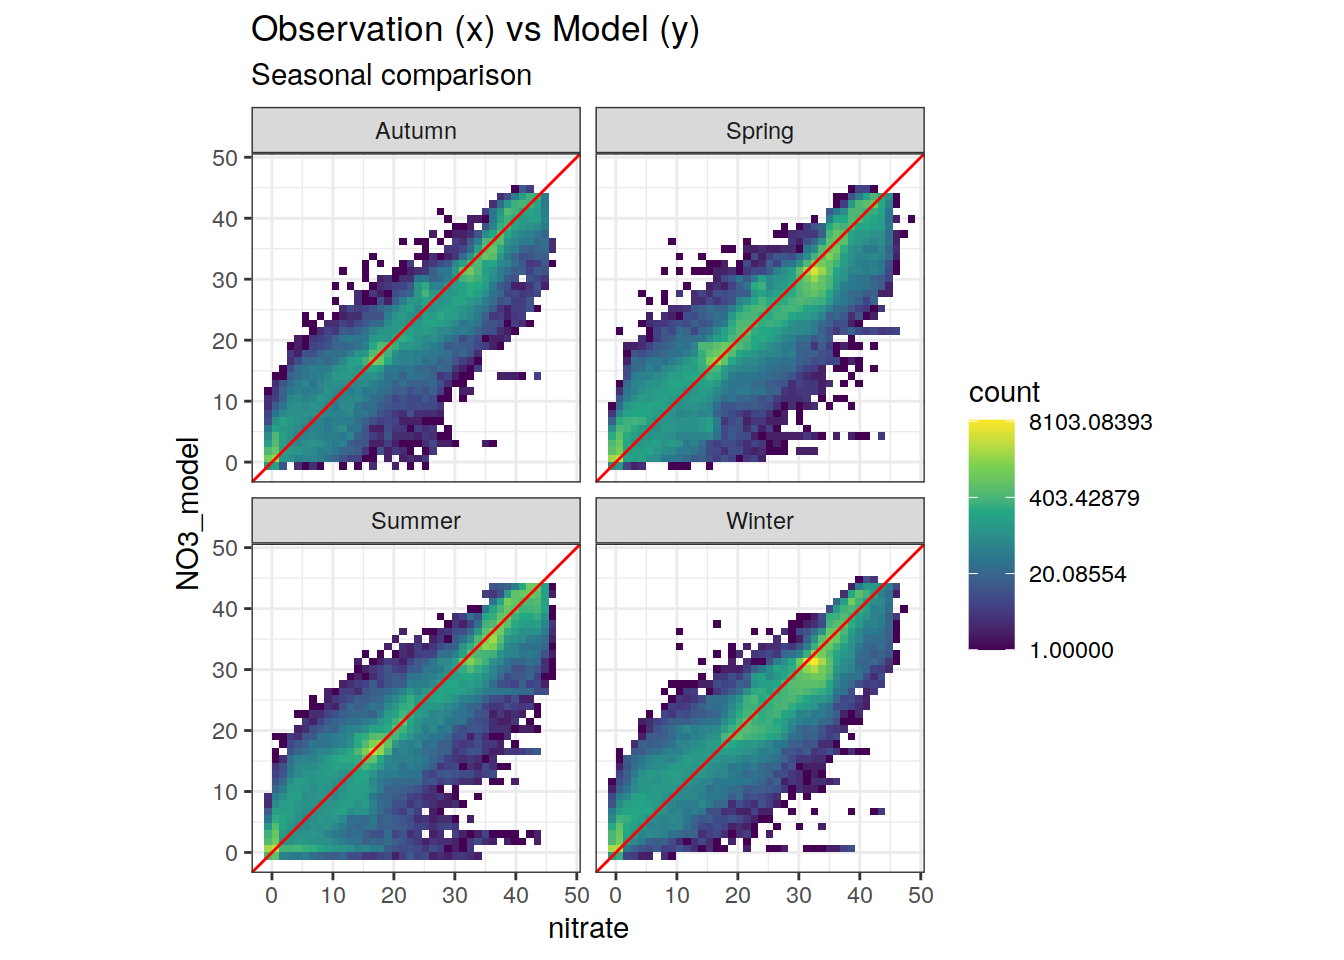 Observation (x) vs Model (y)
Seasonal comparison
Autumn
Spring
50
40
30
20
10
0
Summer
Winter
50
40
30
20
10
0
0 10 20 30 40 50
0 10 20 30 40 50
nitrate
NO3_model
count
8103.08393
403.42879
20.08554
1.00000